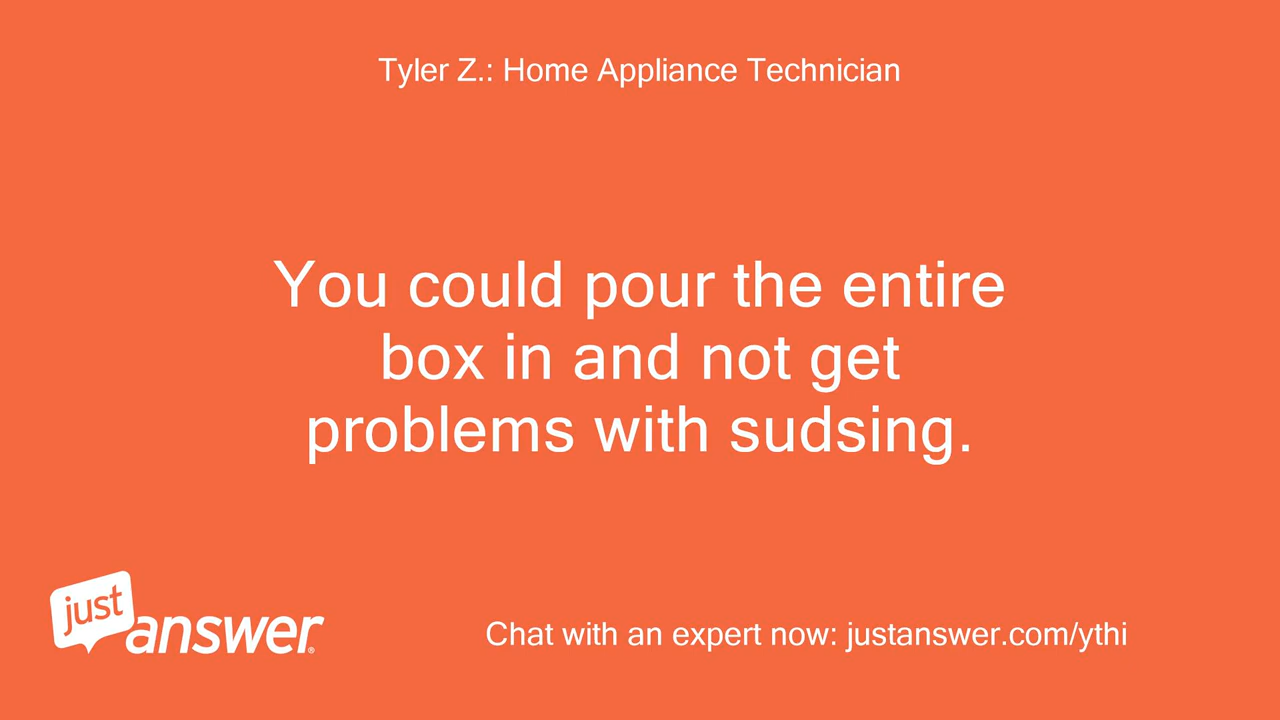 Tyler Z.: Home Appliance Technician
You could pour the entire
box in and not get
problems with sudsing.
just
answer®
Chat with an expert now: justanswer.com/ythi